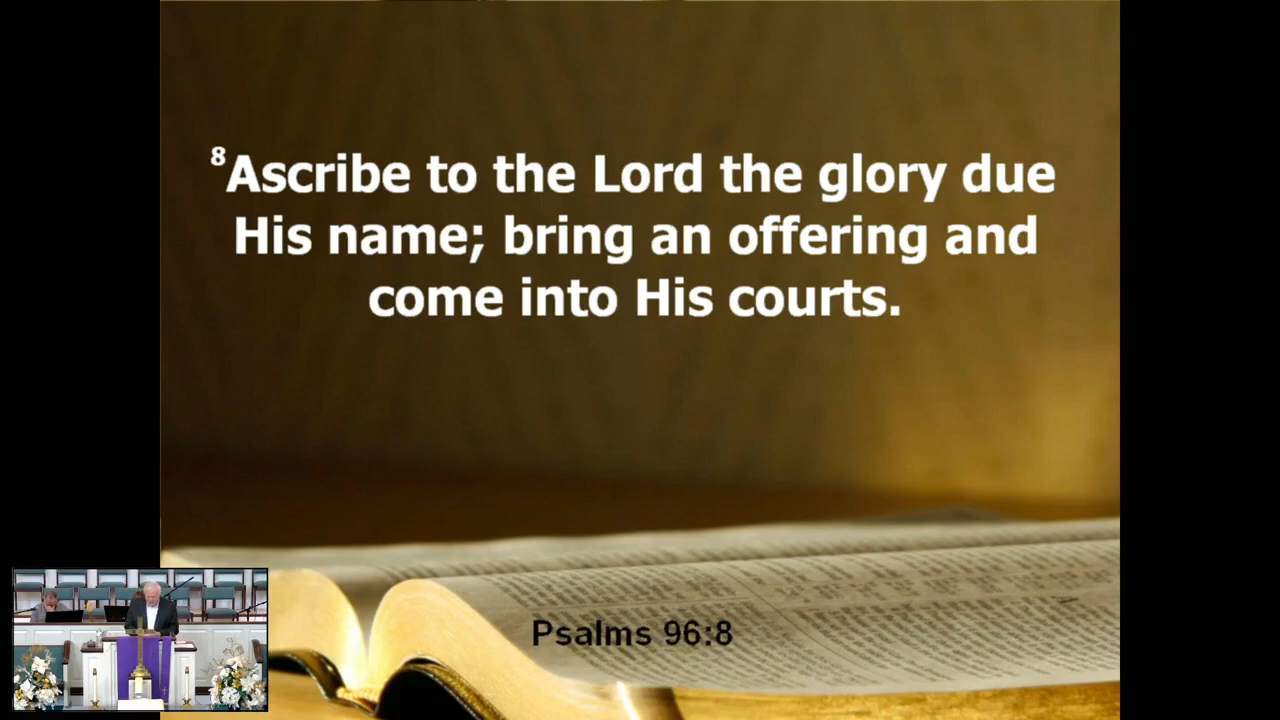 ⁸Ascribe to the Lord the glory due
His name; bring an offering and
come into His courts.
Psalms 96:8